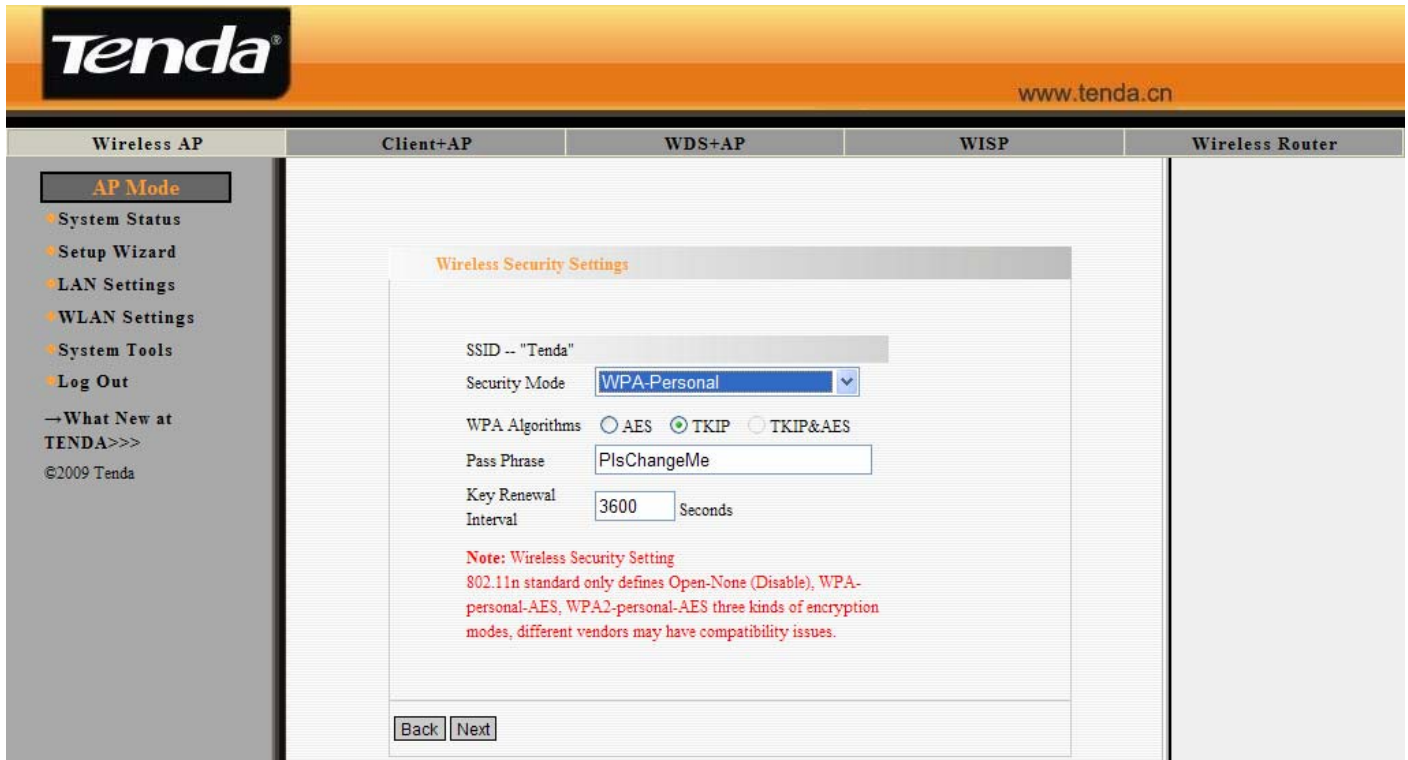 Tenda®
www.tenda.cn
Wireless AP
Client+AP
WDS+AP
WISP
Wireless Router
AP Mode
System Status
Setup Wizard
LAN Settings
WLAN Settings
System Tools
Log Out
→What New at
TENDA>>>
©2009 Tenda
Wireless Security Settings
SSID -- "Tenda"
Security Mode WPA-Personal
WPA Algorithms AES TKIP TKIP&AES
Pass Phrase PlsChangeMe
Key Renewal
Interval 3600 Seconds
Note: Wireless Security Setting
802.11n standard only defines Open-None (Disable), WPA-
personal-AES, WPA2-personal-AES three kinds of encryption
modes, different vendors may have compatibility issues.
Back Next